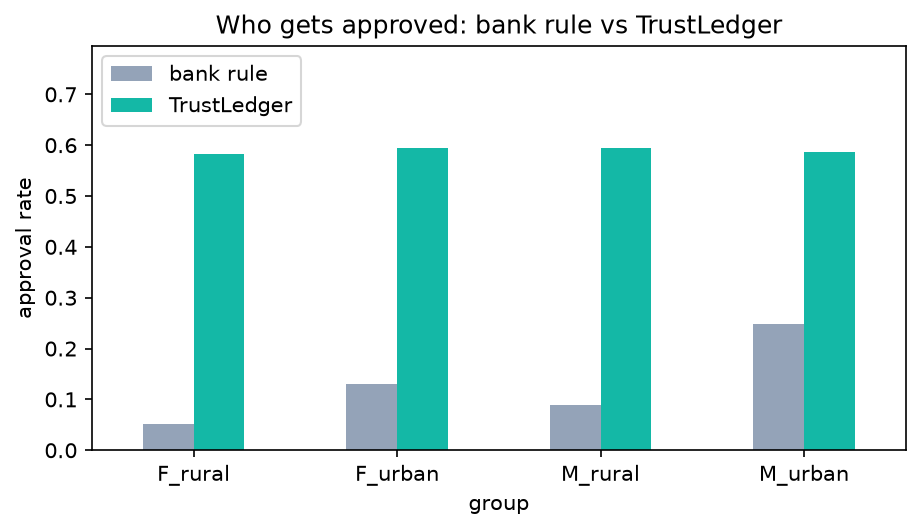 Who gets approved: bank rule vs TrustLedger
bank rule
TrustLedger
approval rate
0.7
0.6
0.5
0.4
0.3
0.2
0.1
0.0
F_rural
F_urban
M_rural
M_urban
group